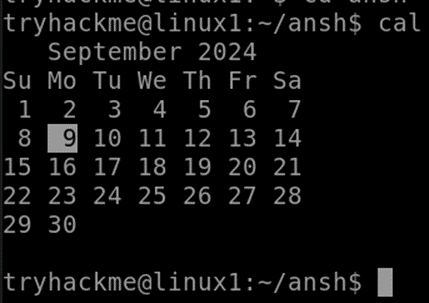 tryhackme@linux1:~/ansh$ cal
   September 2024
Su Mo Tu We Th Fr Sa
 1  2  3  4  5  6  7
 8  9 10 11 12 13 14
15 16 17 18 19 20 21
22 23 24 25 26 27 28
29 30
tryhackme@linux1:~/ansh$